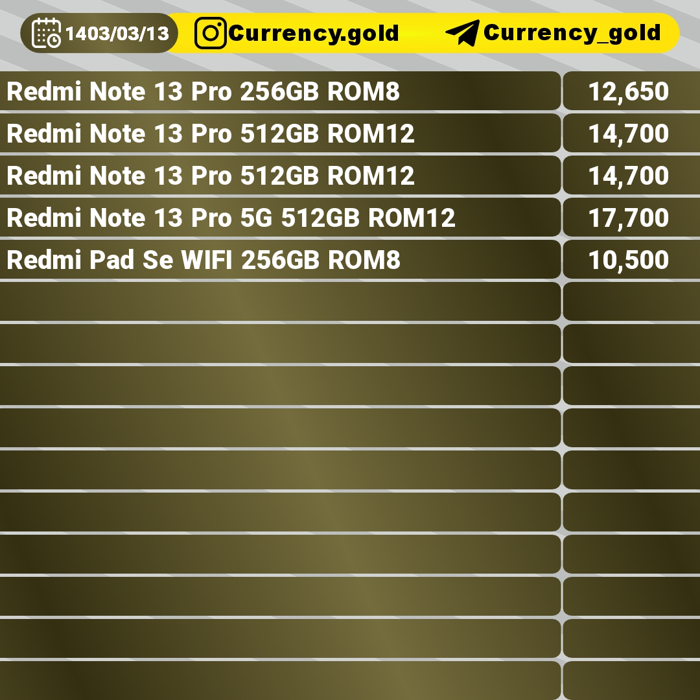 1403/03/13 Currency.gold Currency_gold
Redmi Note 13 Pro 256GB ROM8 12,650
Redmi Note 13 Pro 512GB ROM12 14,700
Redmi Note 13 Pro 512GB ROM12 14,700
Redmi Note 13 Pro 5G 512GB ROM12 17,700
Redmi Pad Se WIFI 256GB ROM8 10,500